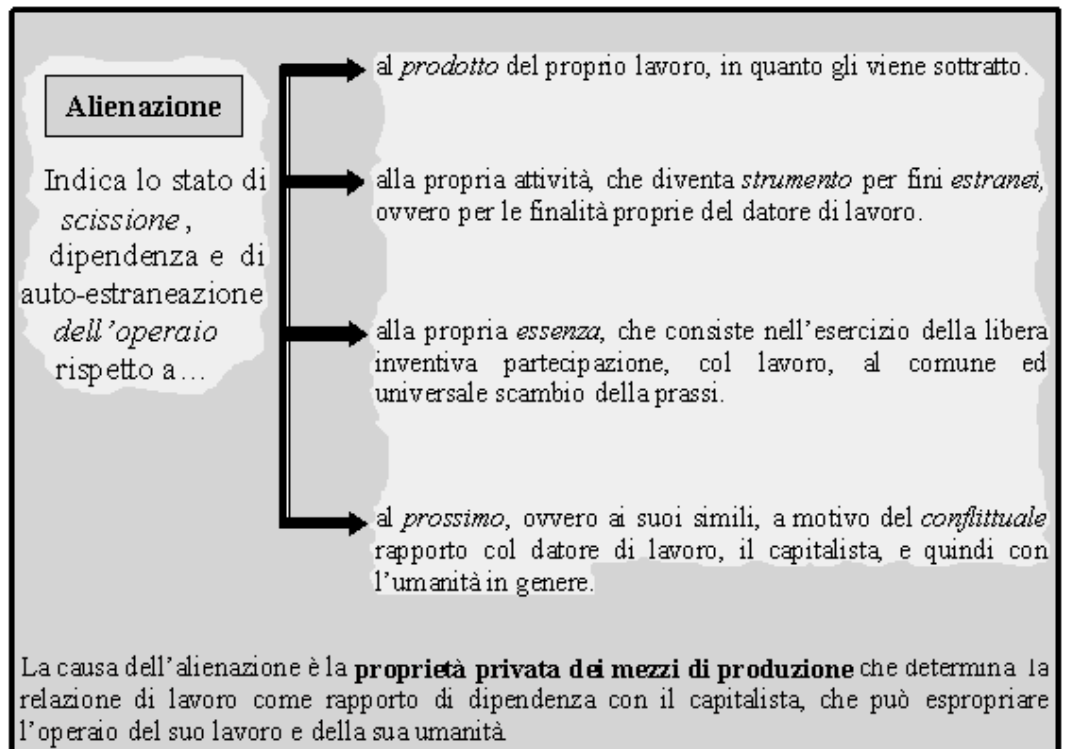 Alienazione
Indica lo stato di
scissione,
dipendenza e di
auto-estraneazione
dell'operaio
rispetto a…
al prodotto del proprio lavoro, in quanto gli viene sottratto.
alla propria attività, che diventa strumento per fini estranei,
ovvero per le finalità proprie del datore di lavoro.
alla propria essenza, che consiste nell'esercizio della libera
inventiva partecipazione, col lavoro, al comune ed
universale scambio della prassi.
al prossimo, ovvero ai suoi simili, a motivo del conflittuale
rapporto col datore di lavoro, il capitalista, e quindi con
l'umanità in genere.
La causa dell'alienazione è la proprietà privata dei mezzi di produzione che determina la
relazione di lavoro come rapporto di dipendenza con il capitalista, che può espropriare
l'operaio del suo lavoro e della sua umanità